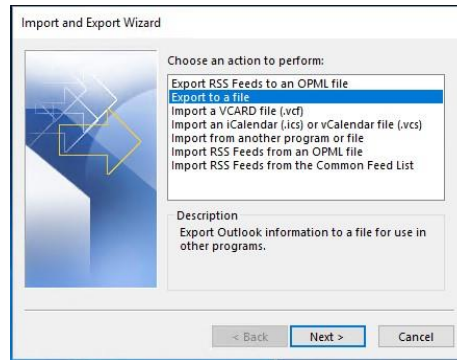 Import and Export Wizard
Choose an action to perform:
Export RSS Feeds to an OPML file
Export to a file
Import a VCARD file (.vcf)
Import an iCalendar (.ics) or vCalendar file (.vcs)
Import from another program or file
Import RSS Feeds from an OPML file
Import RSS Feeds from the Common Feed List
Description
Export Outlook information to a file for use in
other programs.
< Back Next > Cancel